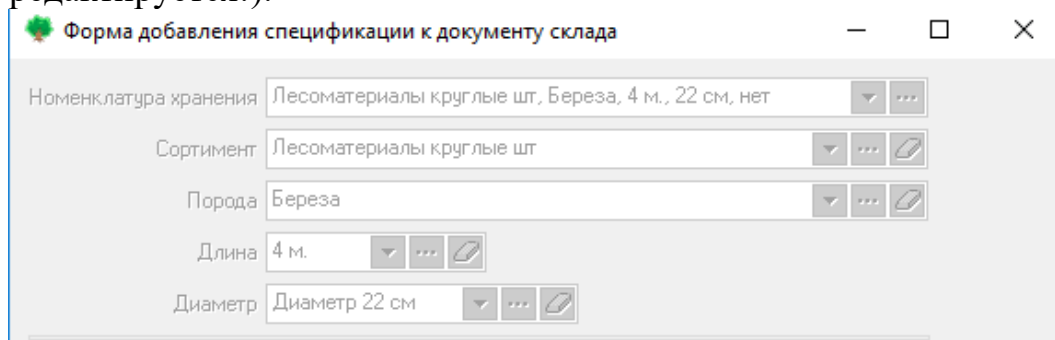 редактируется.).
Форма добавления спецификации к документу склада
Номенклатура хранения Лесоматериалы круглые шт, Береза, 4 м., 22 см, нет
Сортимент Лесоматериалы круглые шт
Порода Береза
Длина 4 м.
Диаметр Диаметр 22 см